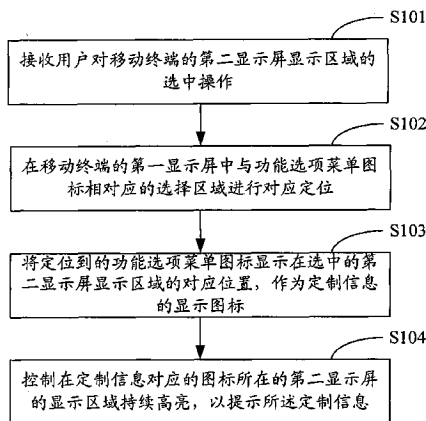 S101
接收用户对移动终端的第二显示屏显示区域的
选中操作
S102
在移动终端的第一显示屏中与功能选项菜单图
标相对应的选择区域进行对应定位
S103
将定位到的功能选项菜单图标显示在选中的第
二显示屏显示区域的对应位置，作为定制信息
的显示图标
S104
控制在定制信息对应的图标所在的第二显示屏
的显示区域持续高亮，以提示所述定制信息